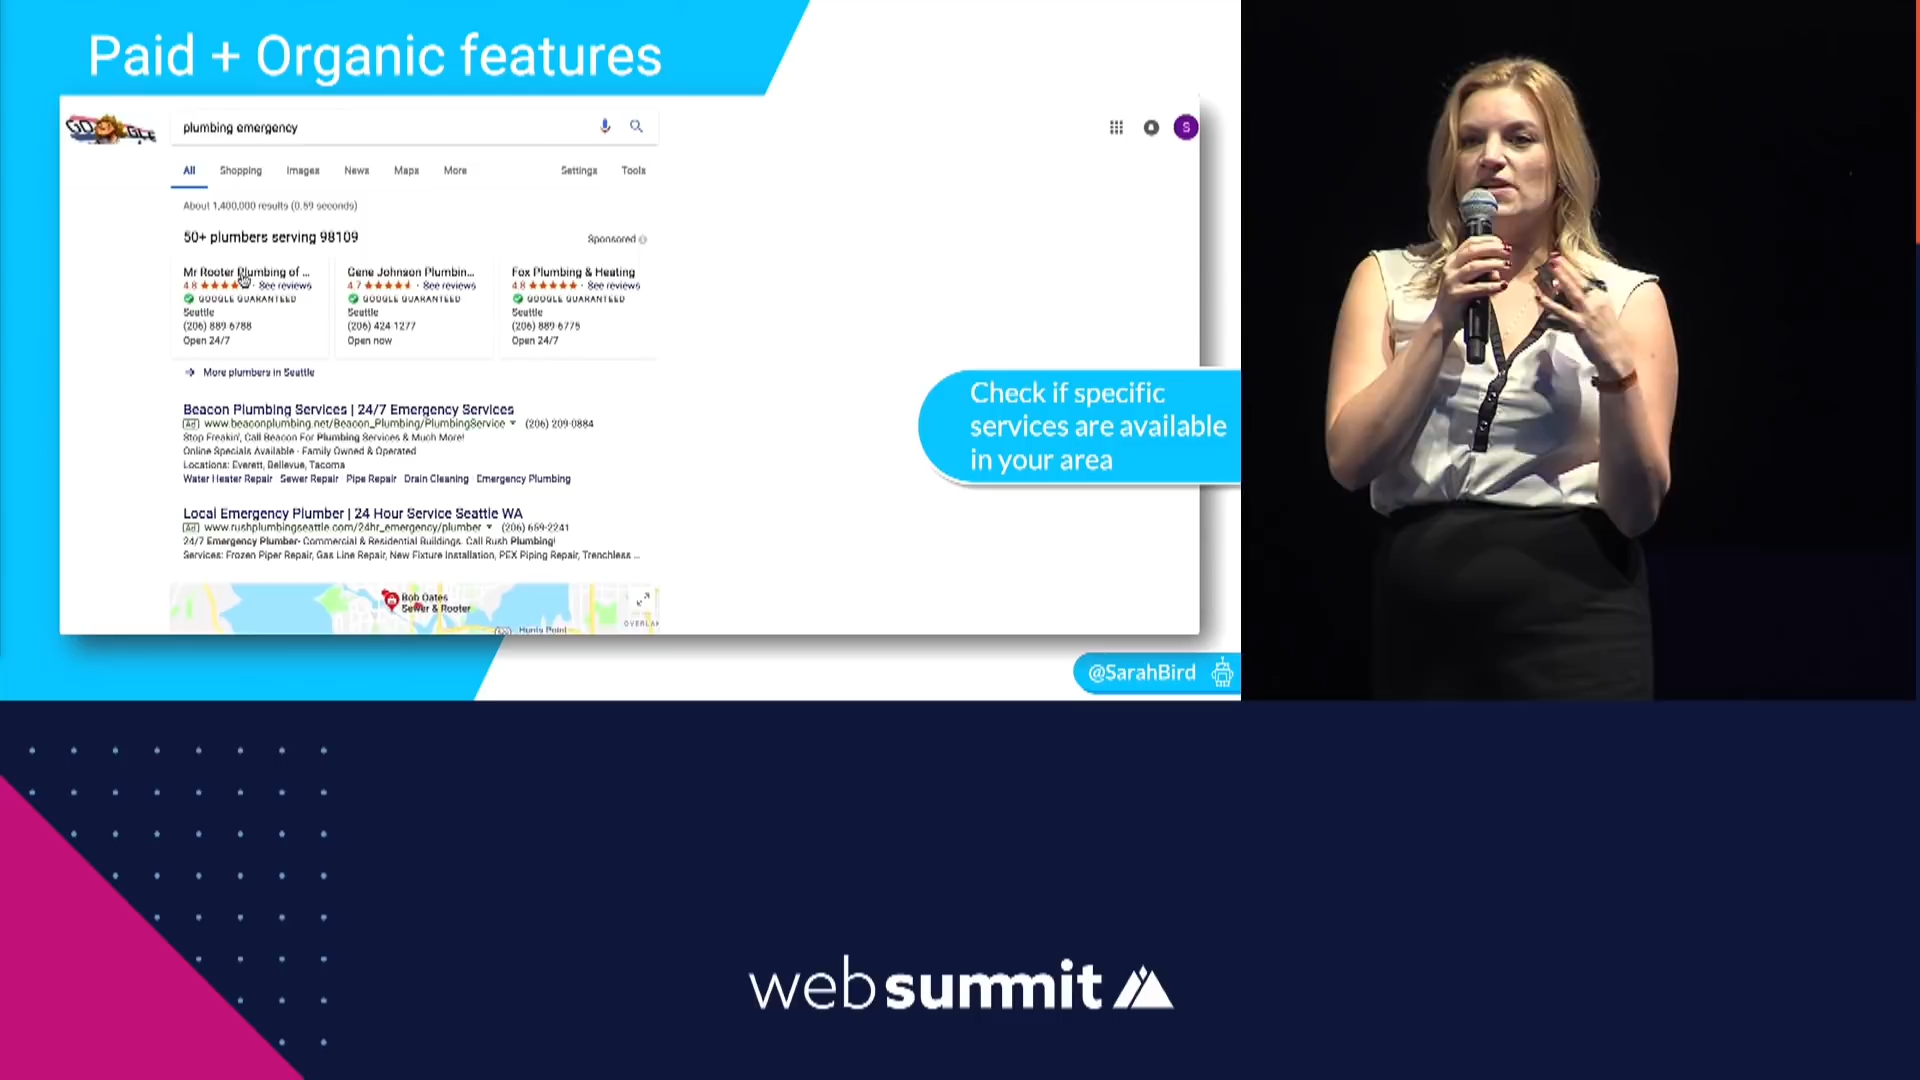 Paid + Organic features
GOOGLE
plumbing emergency
S
All Shopping Images News Maps More Settings Tools
About 1,400,000 results (0.59 seconds)
50+ plumbers serving 98109
Sponsored
Mr Rooter Plumbing of ...
4.8 · See reviews
GOOGLE GUARANTEED
Seattle
(206) 889-6788
Open 24/7
Gene Johnson Plumbin...
4.7 · See reviews
GOOGLE GUARANTEED
Seattle
(206) 424-1277
Open now
Fox Plumbing & Heating
4.8 · See reviews
GOOGLE GUARANTEED
Seattle
(206) 889-6775
Open 24/7
More plumbers in Seattle
Beacon Plumbing Services | 24/7 Emergency Services
Ad www.beaconplumbing.net/Beacon_Plumbing/PlumbingService (206) 209-0884
Stop Freakin', Call Beacon For Plumbing Services & Much More!
Online Specials Available · Family Owned & Operated
Locations: Everett, Bellevue, Tacoma
Water Heater Repair Sewer Repair Pipe Repair Drain Cleaning Emergency Plumbing
Local Emergency Plumber | 24 Hour Service Seattle WA
Ad www.rushplumbingseattle.com/24hr_emergency/plumber (206) 659-2241
24/7 Emergency Plumber- Commercial & Residential Buildings. Call Rush Plumbing!
Services: Frozen Piper Repair, Gas Line Repair, New Fixture Installation, PEX Piping Repair, Trenchless ...
Bob Oates
Sewer & Rooter
Hunts Point
OVERLAK
Check if specific
services are available
in your area
@SarahBird
web summit